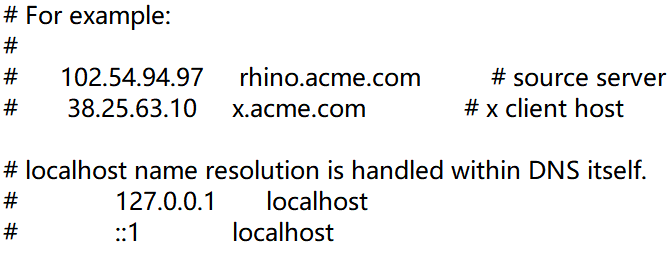 # For example:
#
# 102.54.94.97 rhino.acme.com # source server
# 38.25.63.10 x.acme.com # x client host
# localhost name resolution is handled within DNS itself.
# 127.0.0.1 localhost
# ::1 localhost